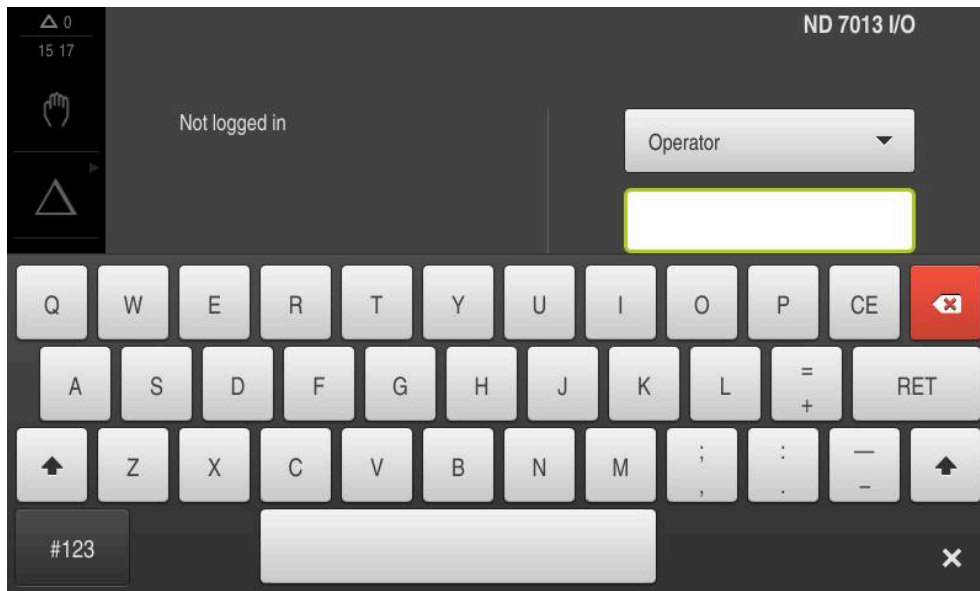 0
ND 7013 I/O
15 17
Not logged in
Operator
Q W E R T Y U I O P CE
A S D F G H J K L = + RET
Z X C V B N M ; , : . — –
#123